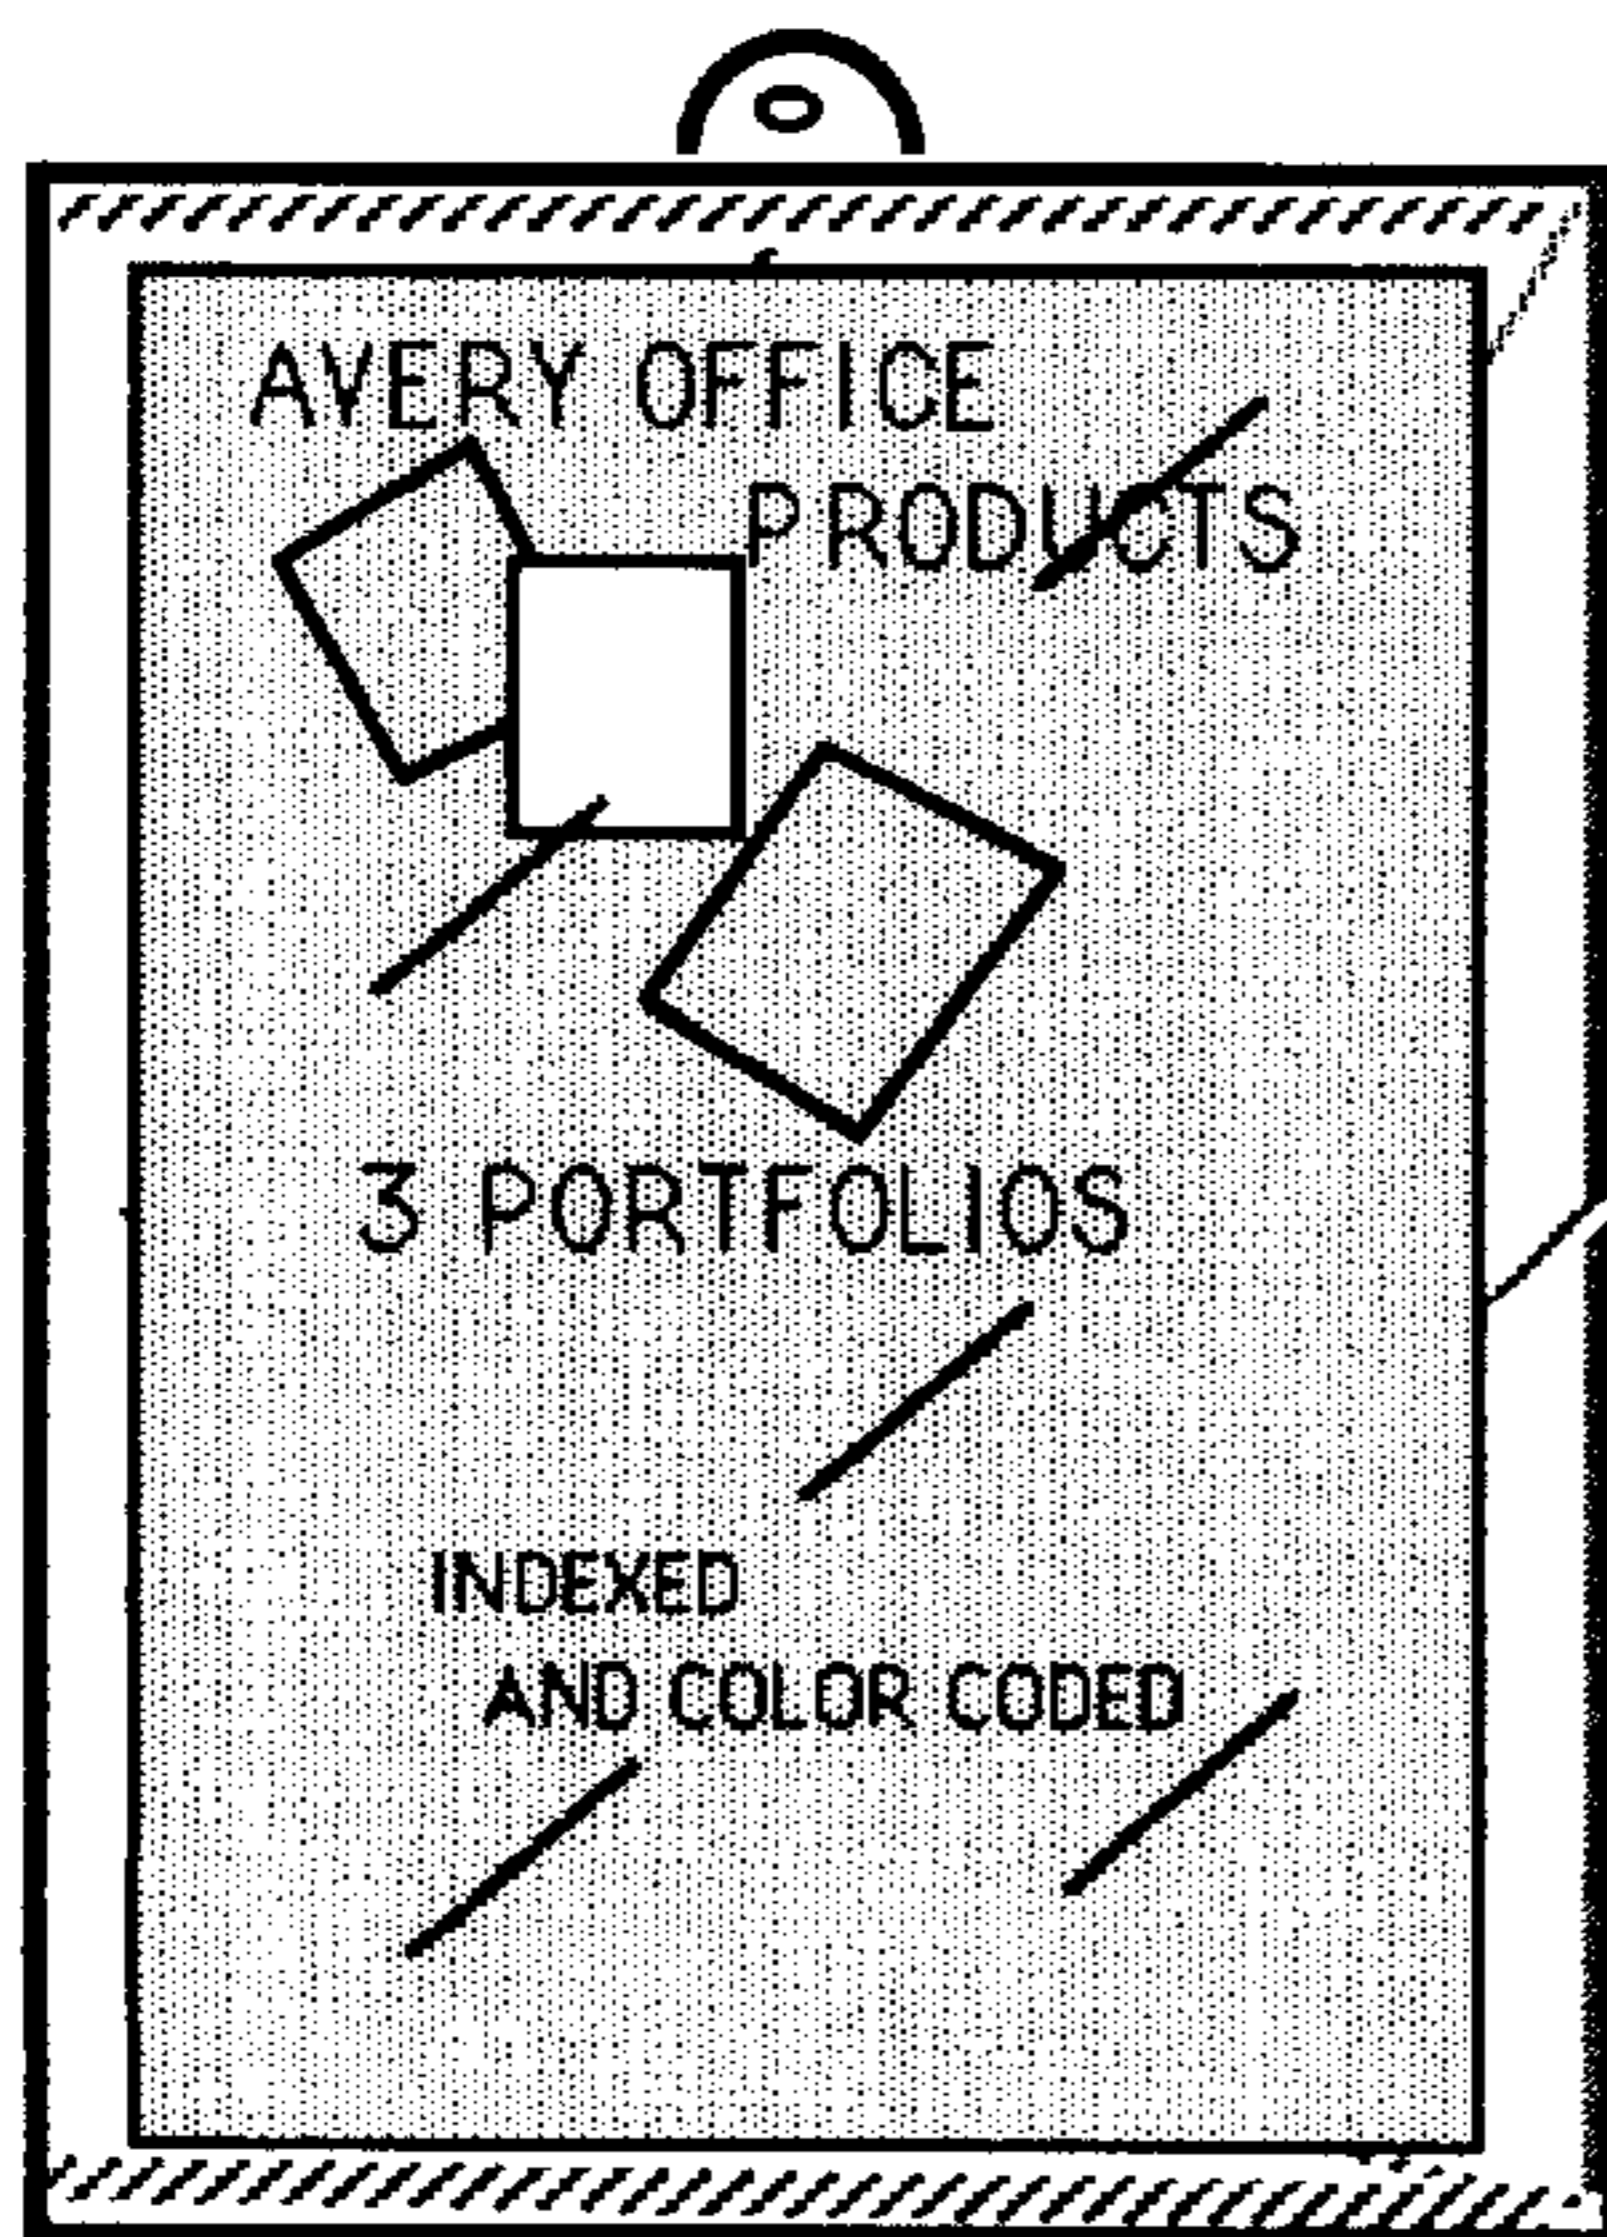 AVERY OFFICE
PRODUCTS
3 PORTFOLIOS
INDEXED
AND COLOR CODED